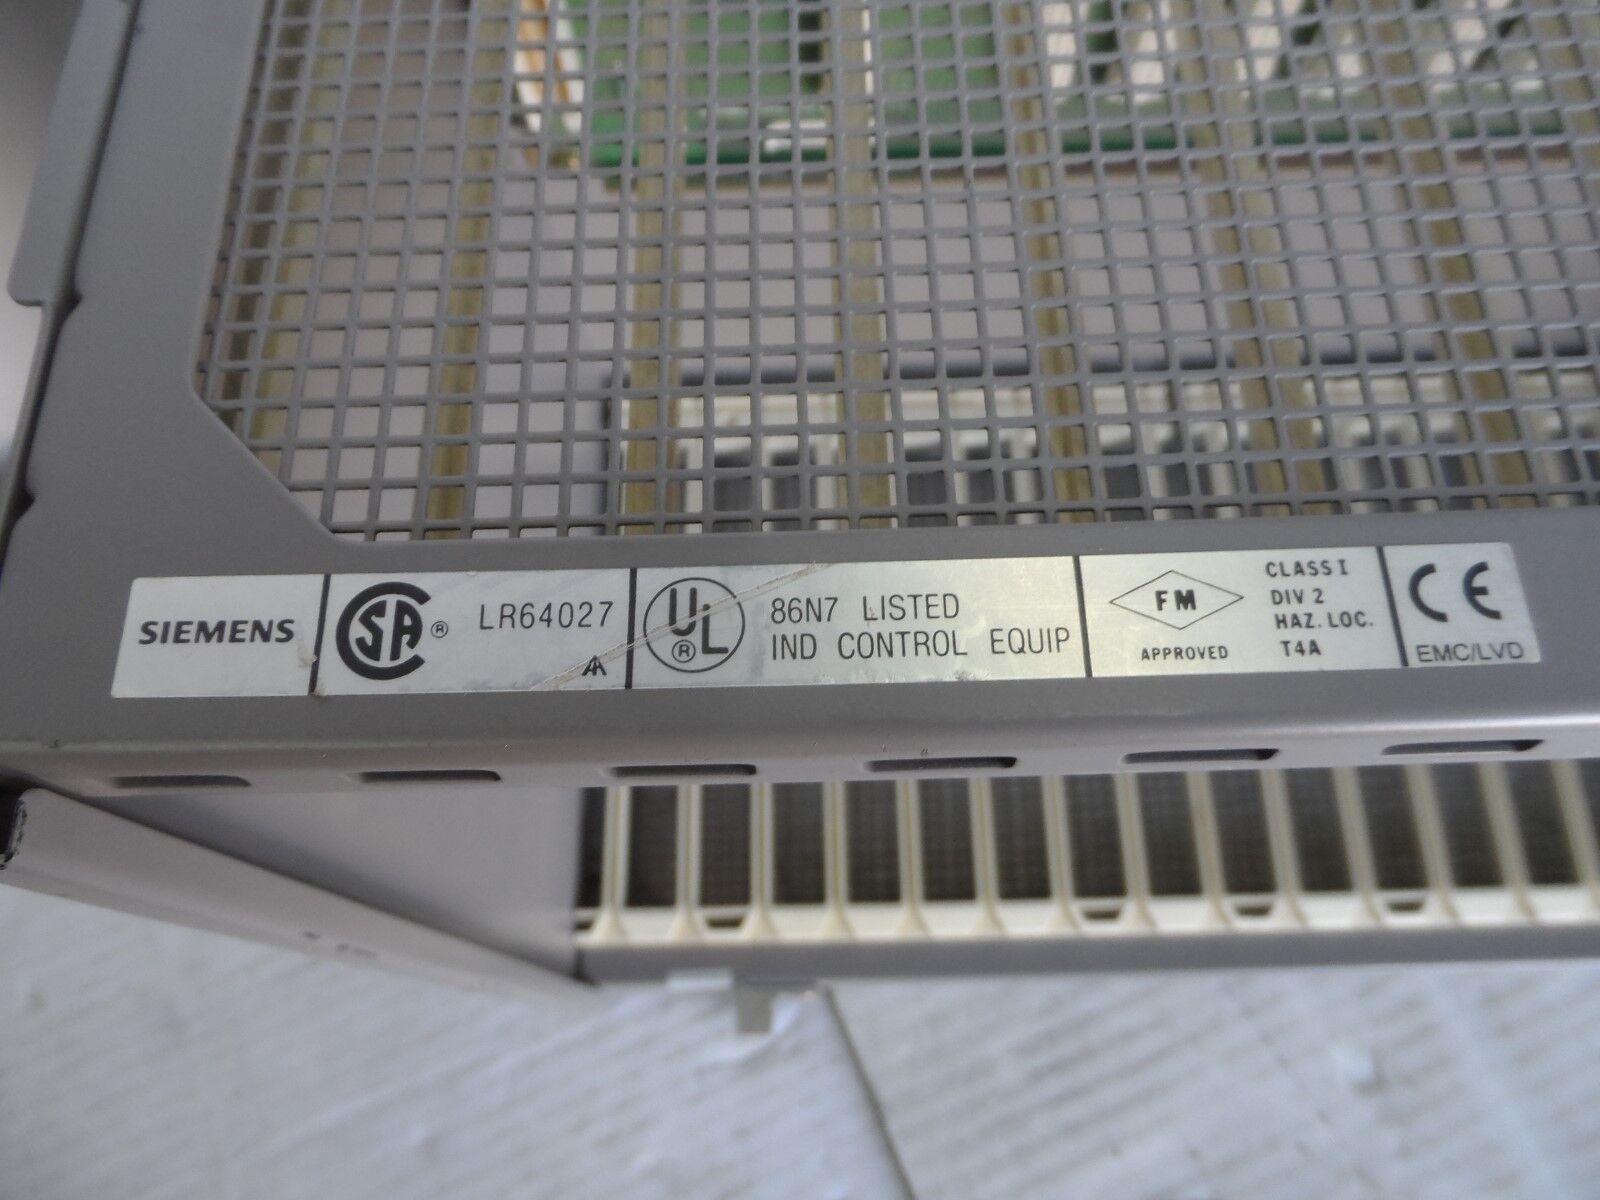 SIEMENS
CSA ® LR64027
UL ®
86N7 LISTED
IND CONTROL EQUIP
FM
APPROVED
CLASS I
DIV 2
HAZ. LOC.
T4A
CE
EMC/LVD